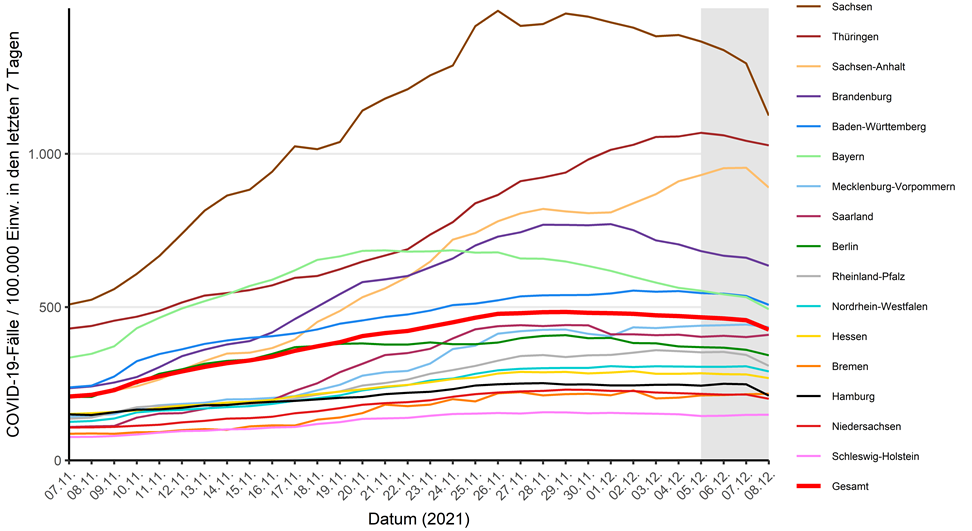 COVID-19-Fälle / 100.000 Einw. in den letzten 7 Tagen
1.000
500
0
07.11.
08.11.
09.11.
10.11.
11.11.
12.11.
13.11.
14.11.
15.11.
16.11.
17.11.
18.11.
19.11.
20.11.
21.11.
22.11.
23.11.
24.11.
25.11.
26.11.
27.11.
28.11.
29.11.
30.11.
01.12.
02.12.
03.12.
04.12.
05.12.
06.12.
07.12.
08.12.
Datum (2021)
Sachsen
Thüringen
Sachsen-Anhalt
Brandenburg
Baden-Württemberg
Bayern
Mecklenburg-Vorpommern
Saarland
Berlin
Rheinland-Pfalz
Nordrhein-Westfalen
Hessen
Bremen
Hamburg
Niedersachsen
Schleswig-Holstein
Gesamt